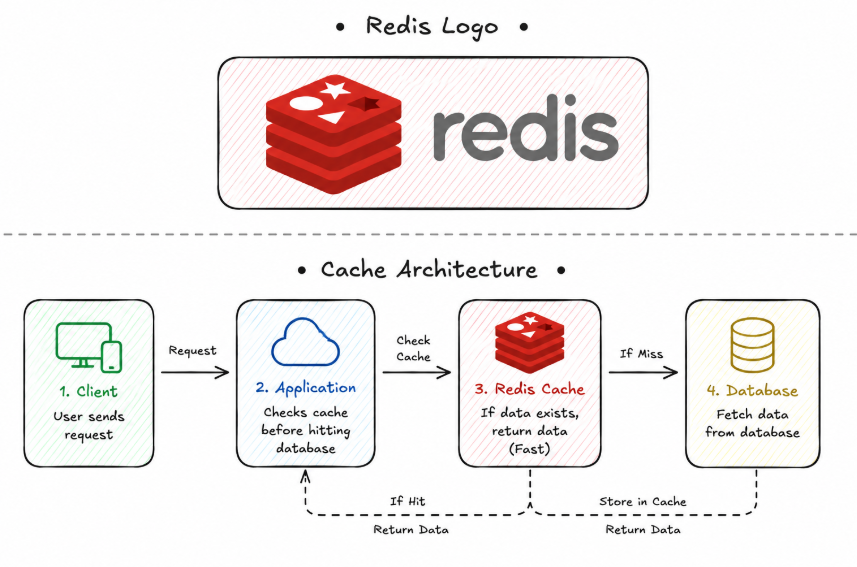 • Redis Logo •
redis
• Cache Architecture •
1. Client
User sends
request
Request
2. Application
Checks cache
before hitting
database
Check
Cache
3. Redis Cache
If data exists,
return data
(Fast)
If Miss
4. Database
Fetch data
from database
If Hit
Return Data
Store in Cache
Return Data